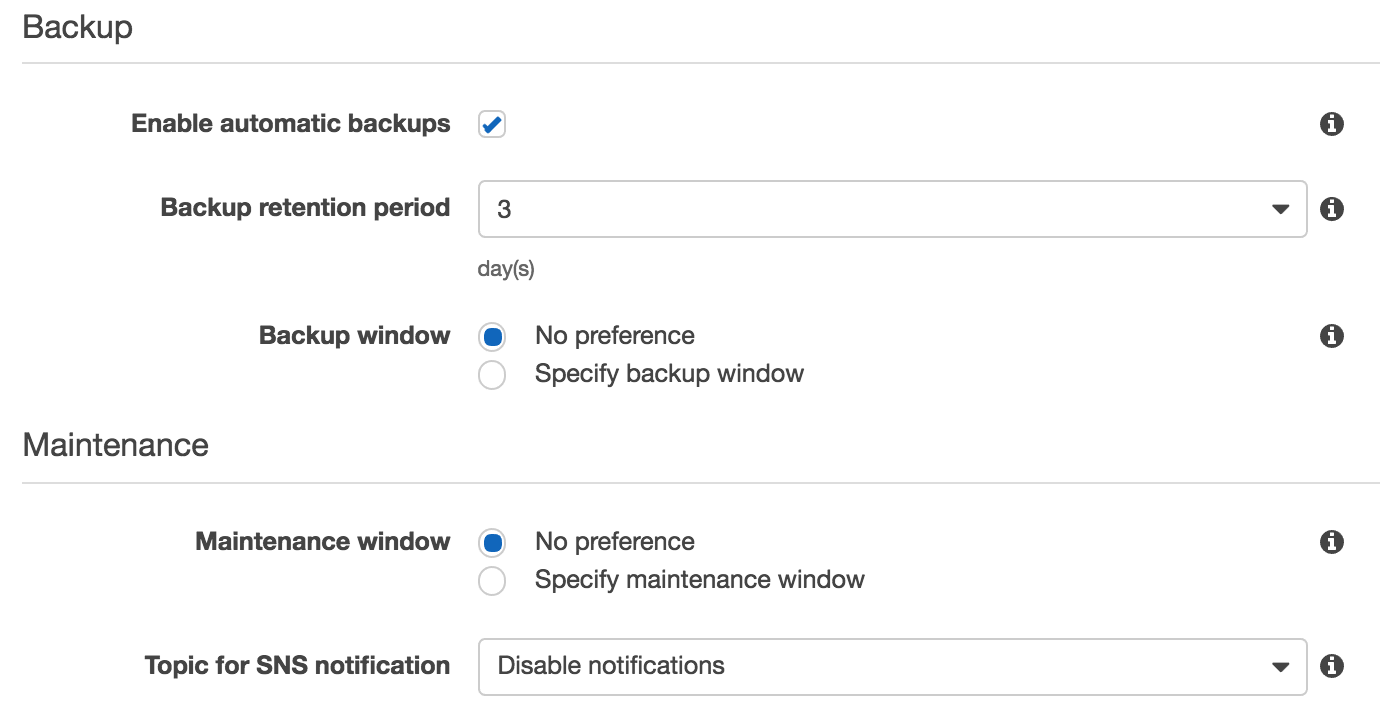 Backup
Enable automatic backups
Backup retention period 3
day(s)
Backup window No preference
Specify backup window
Maintenance
Maintenance window No preference
Specify maintenance window
Topic for SNS notification Disable notifications